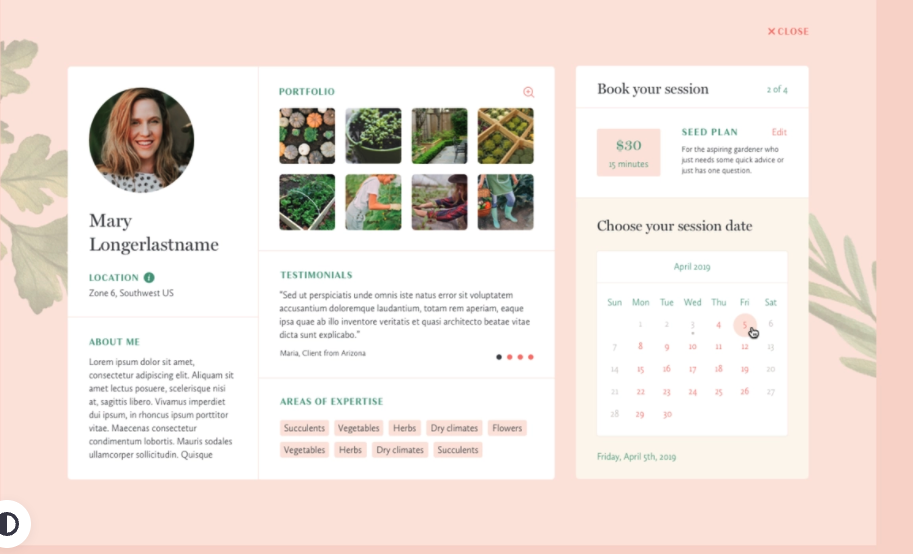 ✕ CLOSE
Mary
Longerlastname
LOCATION i
Zone 6, Southwest US
ABOUT ME
Lorem ipsum dolor sit amet,
consectetur adipiscing elit. Aliquam sit
amet lectus posuere, scelerisque nisi
at, sagittis libero. Vivamus imperdiet
dui ipsum, in rhoncus ipsum porttitor
vitae. Maecenas consectetur
condimentum lobortis. Mauris sodales
ullamcorper sollicitudin. Quisque
PORTFOLIO
TESTIMONIALS
"Sed ut perspiciatis unde omnis iste natus error sit voluptatem
accusantium doloremque laudantium, totam rem aperiam, eaque
ipsa quae ab illo inventore veritatis et quasi architecto beatae vitae
dicta sunt explicabo."
Maria, Client from Arizona
AREAS OF EXPERTISE
Succulents Vegetables Herbs Dry climates Flowers
Vegetables Herbs Dry climates Succulents
Book your session 2 of 4
$30
15 minutes
SEED PLAN Edit
For the aspiring gardener who
just needs some quick advice or
just has one question.
Choose your session date
April 2019
Sun Mon Tue Wed Thu Fri Sat
1 2 3 4 5 6
7 8 9 10 11 12 13
14 15 16 17 18 19 20
21 22 23 24 25 26 27
28 29 30
Friday, April 5th, 2019